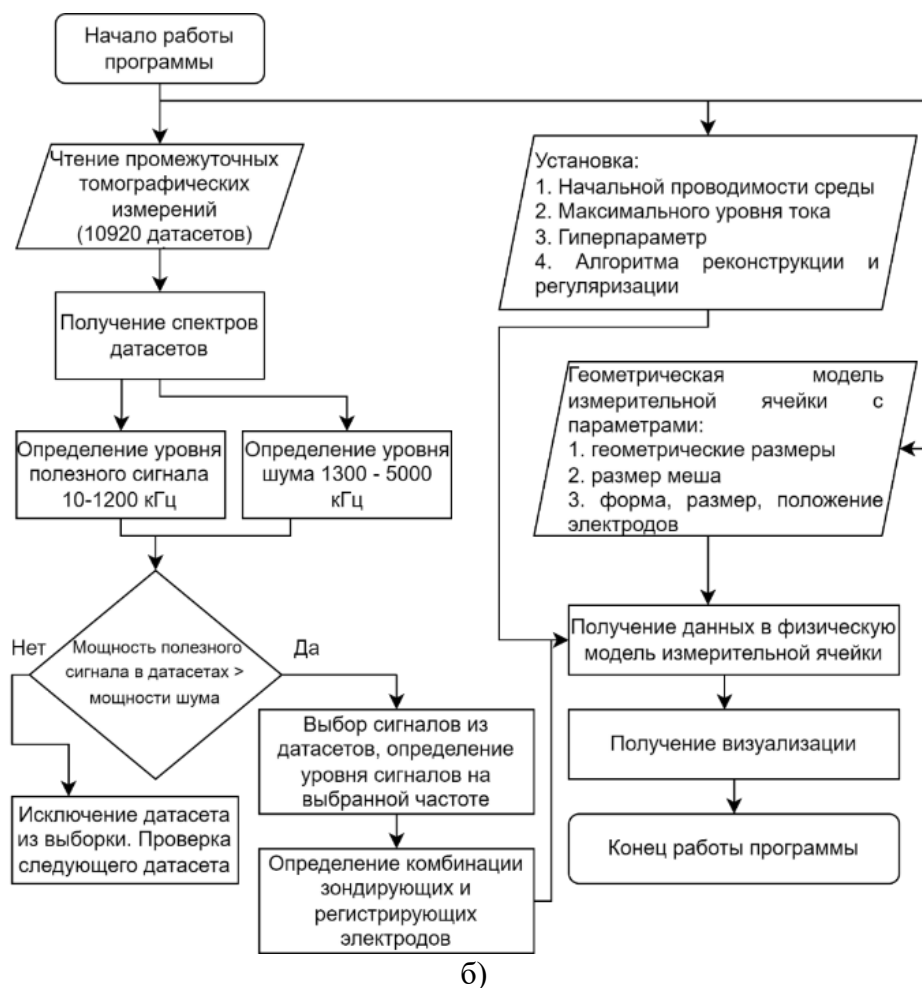 Начало работы
программы
Чтение промежуточных
томографических
измерений
(10920 датасетов)
Получение спектров
датасетов
Определение уровня
полезного сигнала
10-1200 кГц
Определение уровня
шума 1300 - 5000
кГц
Нет
Мощность полезного
сигнала в датасетах >
мощности шума
Да
Исключение датасета
из выборки. Проверка
следующего датасета
Выбор сигналов из
датасетов, определение
уровня сигналов на
выбранной частоте
Определение комбинации
зондирующих и
регистрирующих
электродов
Установка:
1. Начальной проводимости среды
2. Максимального уровня тока
3. Гиперпараметр
4. Алгоритма реконструкции и
регуляризации
Геометрическая модель
измерительной ячейки с
параметрами:
1. геометрические размеры
2. размер меша
3. форма, размер, положение
электродов
Получение данных в физическую
модель измерительной ячейки
Получение визуализации
Конец работы программы
б)